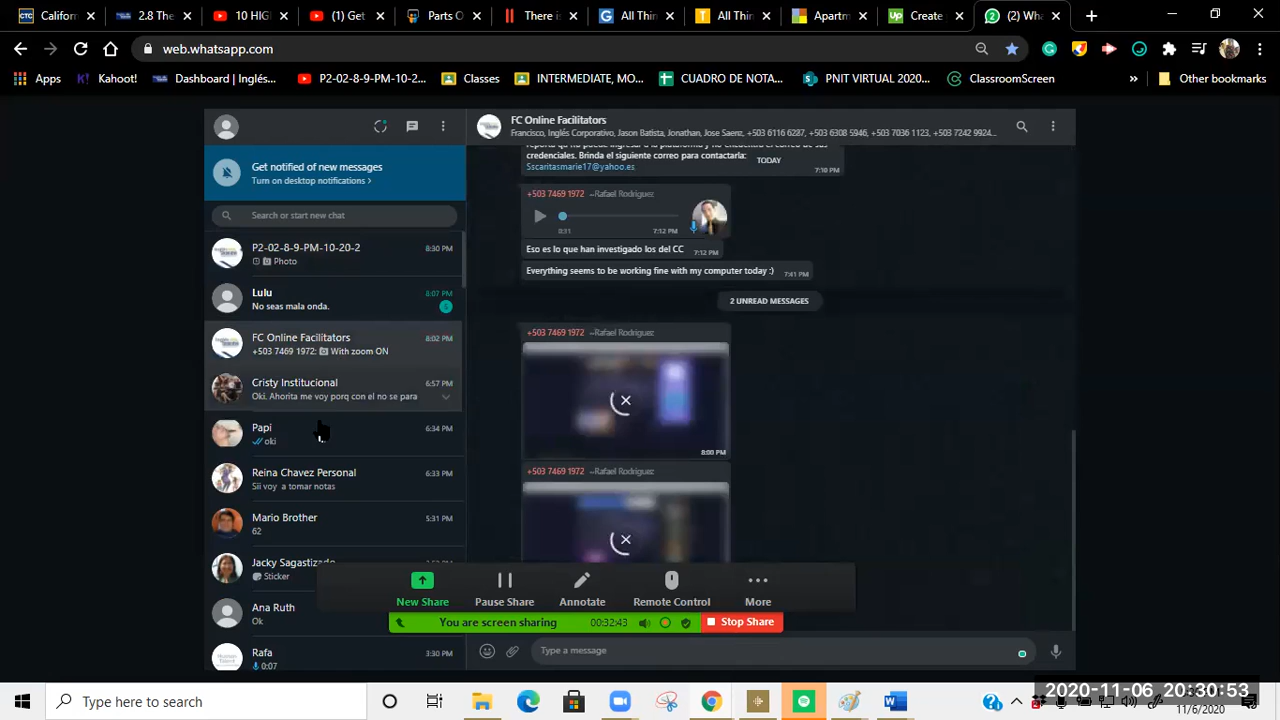 Californ
2.8 The
10 HIG
(1) Get
Parts O
There is
All Thin
All Thin
Apartm
Create
(2) Wha
web.whatsapp.com
Apps
Kahoot!
Dashboard | Inglés...
P2-02-8-9-PM-10-2...
Classes
INTERMEDIATE, MO...
CUADRO DE NOTA...
PNIT VIRTUAL 2020...
ClassroomScreen
»
Other bookmarks
Get notified of new messages
Turn on desktop notifications >
Search or start new chat
P2-02-8-9-PM-10-20-2
8:30 PM
Photo
Lulu
8:07 PM
No seas mala onda.
FC Online Facilitators
8:02 PM
+503 7469 1972: With zoom ON
Cristy Institucional
6:57 PM
Oki. Ahorita me voy porq con el no se para
Papi
6:34 PM
oki
Reina Chavez Personal
6:33 PM
Sii voy a tomar notas
Mario Brother
5:31 PM
62
Jacky Sagastizado
Sticker
Ana Ruth
Ok
Rafa
3:30 PM
0:07
FC Online Facilitators
Francisco, Inglés Corporativo, Jason Batista, Jonathan, Jose Saenz, +503 6116 6287, +503 6308 5946, +503 7036 1123, +503 7242 9924...
credenciales. Brinda el siguiente correo para contactarla:
TODAY
Sscaritasmarie17@yahoo.es
7:10 PM
+503 7469 1972 ~Rafael Rodriguez
0:31
7:12 PM
Eso es lo que han investigado los del CC
7:12 PM
Everything seems to be working fine with my computer today :)
7:41 PM
2 UNREAD MESSAGES
+503 7469 1972 ~Rafael Rodriguez
8:00 PM
+503 7469 1972 ~Rafael Rodriguez
New Share
Pause Share
Annotate
Remote Control
More
You are screen sharing
00:32:43
Stop Share
Type a message
Type here to search
2020-11-06 20:30:53
11/6/2020